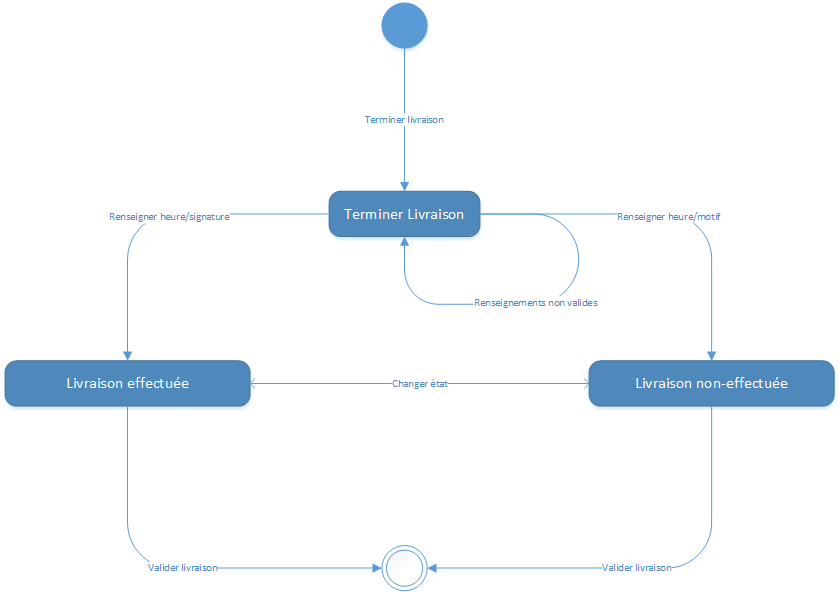 Terminer livraison
Renseigner heure/signature
Terminer Livraison
Renseigner heure/motif
Renseignements non valides
Livraison effectuée
Changer état
Livraison non-effectuée
Valider livraison
Valider livraison